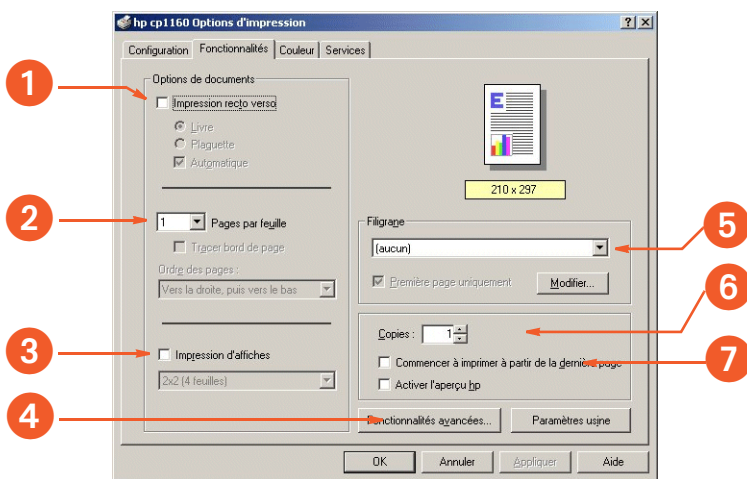 hp cp1160 Options d'impression
Configuration Fonctionnalités Couleur Services
Options de documents
1
Impression recto verso
Livre
Plaquette
Automatique
2
1 Pages par feuille
Tracer bord de page
Ordre des pages :
Vers la droite, puis vers le bas
3
Impression d'affiches
2x2 (4 feuilles)
E
210 x 297
Filigrane
(aucun)
5
Première page uniquement Modifier...
6
Copies : 1
Commencer à imprimer à partir de la dernière page
7
Activer l'aperçu hp
4
Fonctionnalités avancées... Paramètres usine
OK Annuler Appliquer Aide